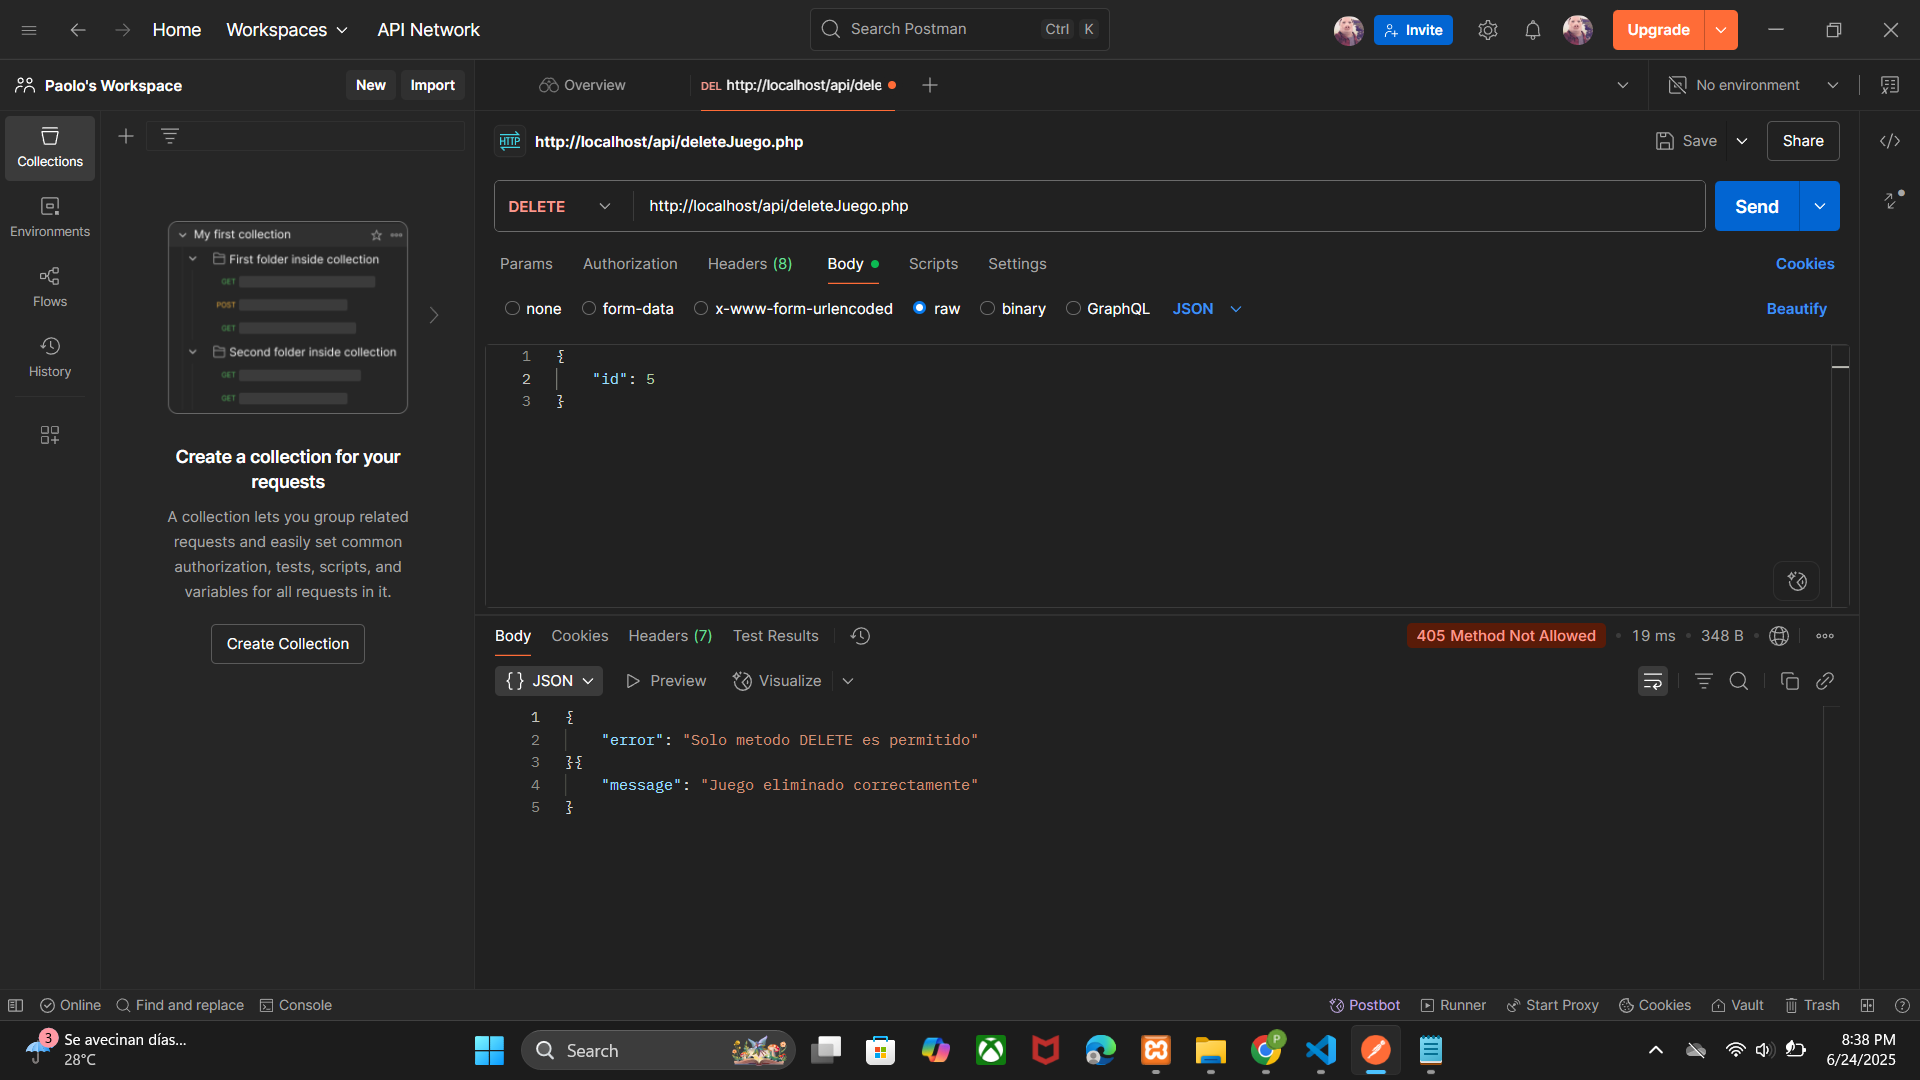 Home
Workspaces
API Network
Search Postman
Ctrl
K
Invite
Upgrade
Paolo's Workspace
New
Import
Overview
DEL http://localhost/api/dele
No environment
Collections
Environments
Flows
History
My first collection
First folder inside collection
GET
POST
GET
Second folder inside collection
GET
GET
Create a collection for your
requests
A collection lets you group related
requests and easily set common
authorization, tests, scripts, and
variables for all requests in it.
Create Collection
HTTP
http://localhost/api/deleteJuego.php
Save
Share
DELETE
http://localhost/api/deleteJuego.php
Send
Params
Authorization
Headers (8)
Body
Scripts
Settings
Cookies
none
form-data
x-www-form-urlencoded
raw
binary
GraphQL
JSON
Beautify
1 {
2 "id": 5
3 }
Body
Cookies
Headers (7)
Test Results
405 Method Not Allowed
19 ms
348 B
{} JSON
Preview
Visualize
1 {
2 "error": "Solo metodo DELETE es permitido"
3 }{
4 "message": "Juego eliminado correctamente"
5 }
Online
Find and replace
Console
Postbot
Runner
Start Proxy
Cookies
Vault
Trash
3
Se avecinan días...
28°C
Search
P
8:38 PM
6/24/2025